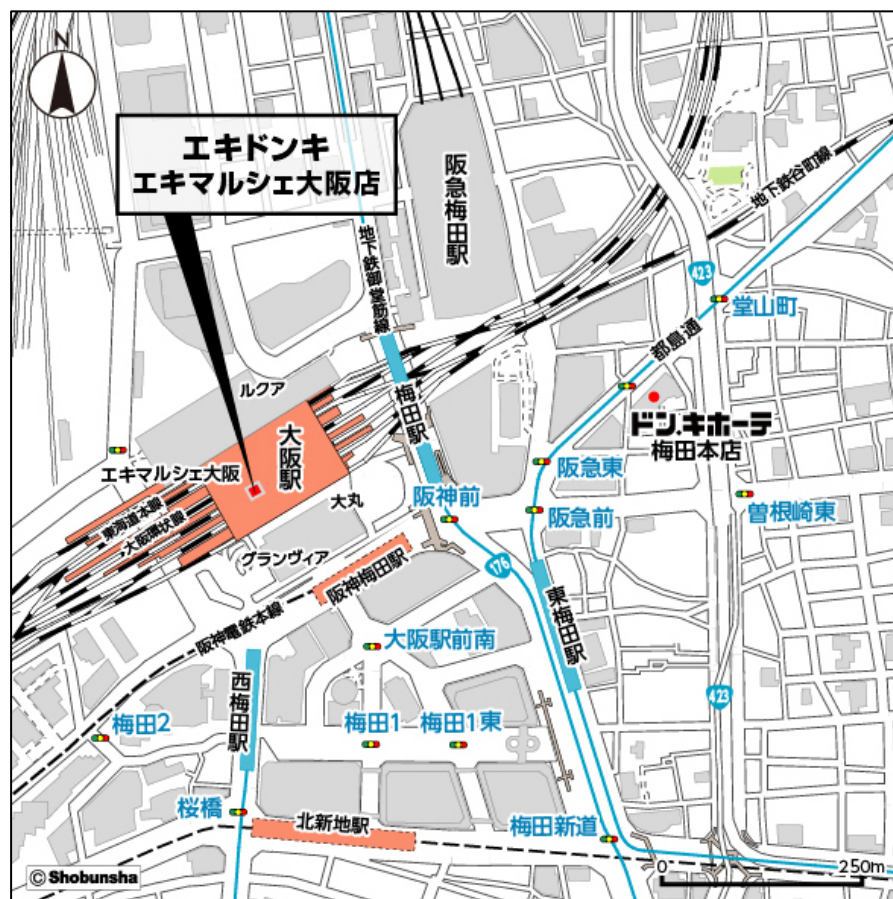 N
エキドンキ
エキマルシェ大阪店
阪急梅田駅
地下鉄御堂筋線
地下鉄谷町線
423
堂山町
都島通
ルクア
梅田駅
大阪駅
ドン.キホーテ
梅田本店
エキマルシェ大阪
阪急東
大丸
東海道本線
大阪環状線
阪神前
阪急前
曽根崎東
グランヴィア
阪神梅田駅
176
阪神電鉄本線
東梅田駅
大阪駅前南
西梅田駅
423
梅田2
梅田1
梅田1東
桜橋
北新地駅
梅田新道
© Shobunsha
0 250m